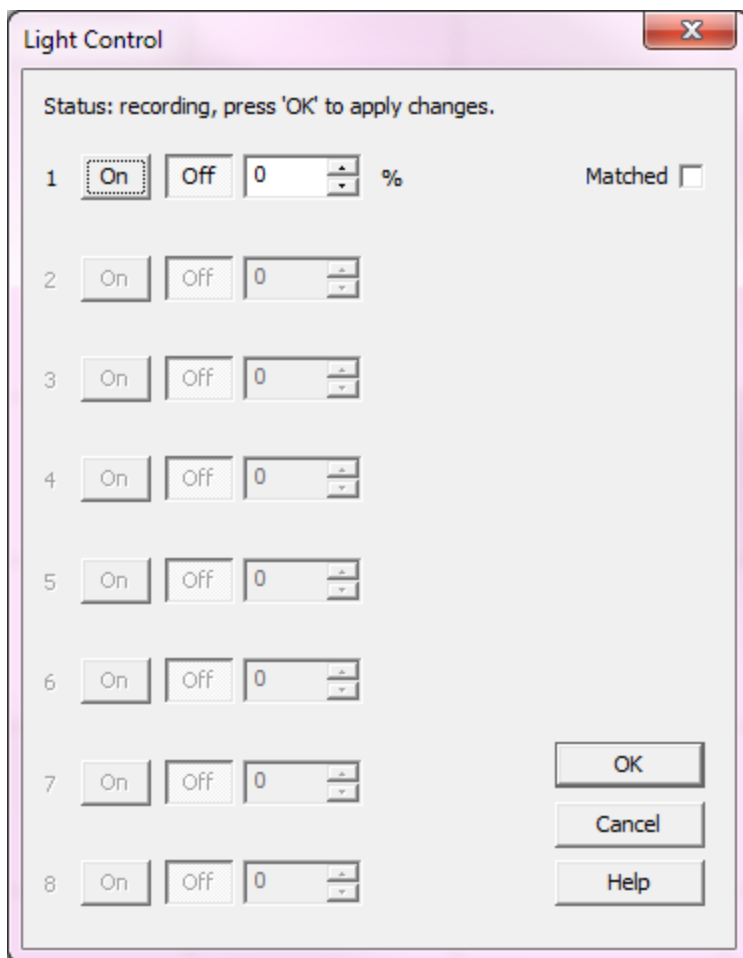 Light Control
Status: recording, press 'OK' to apply changes.
1 On Off 0 % Matched
2 On Off 0
3 On Off 0
4 On Off 0
5 On Off 0
6 On Off 0
7 On Off 0
OK
Cancel
8 On Off 0
Help